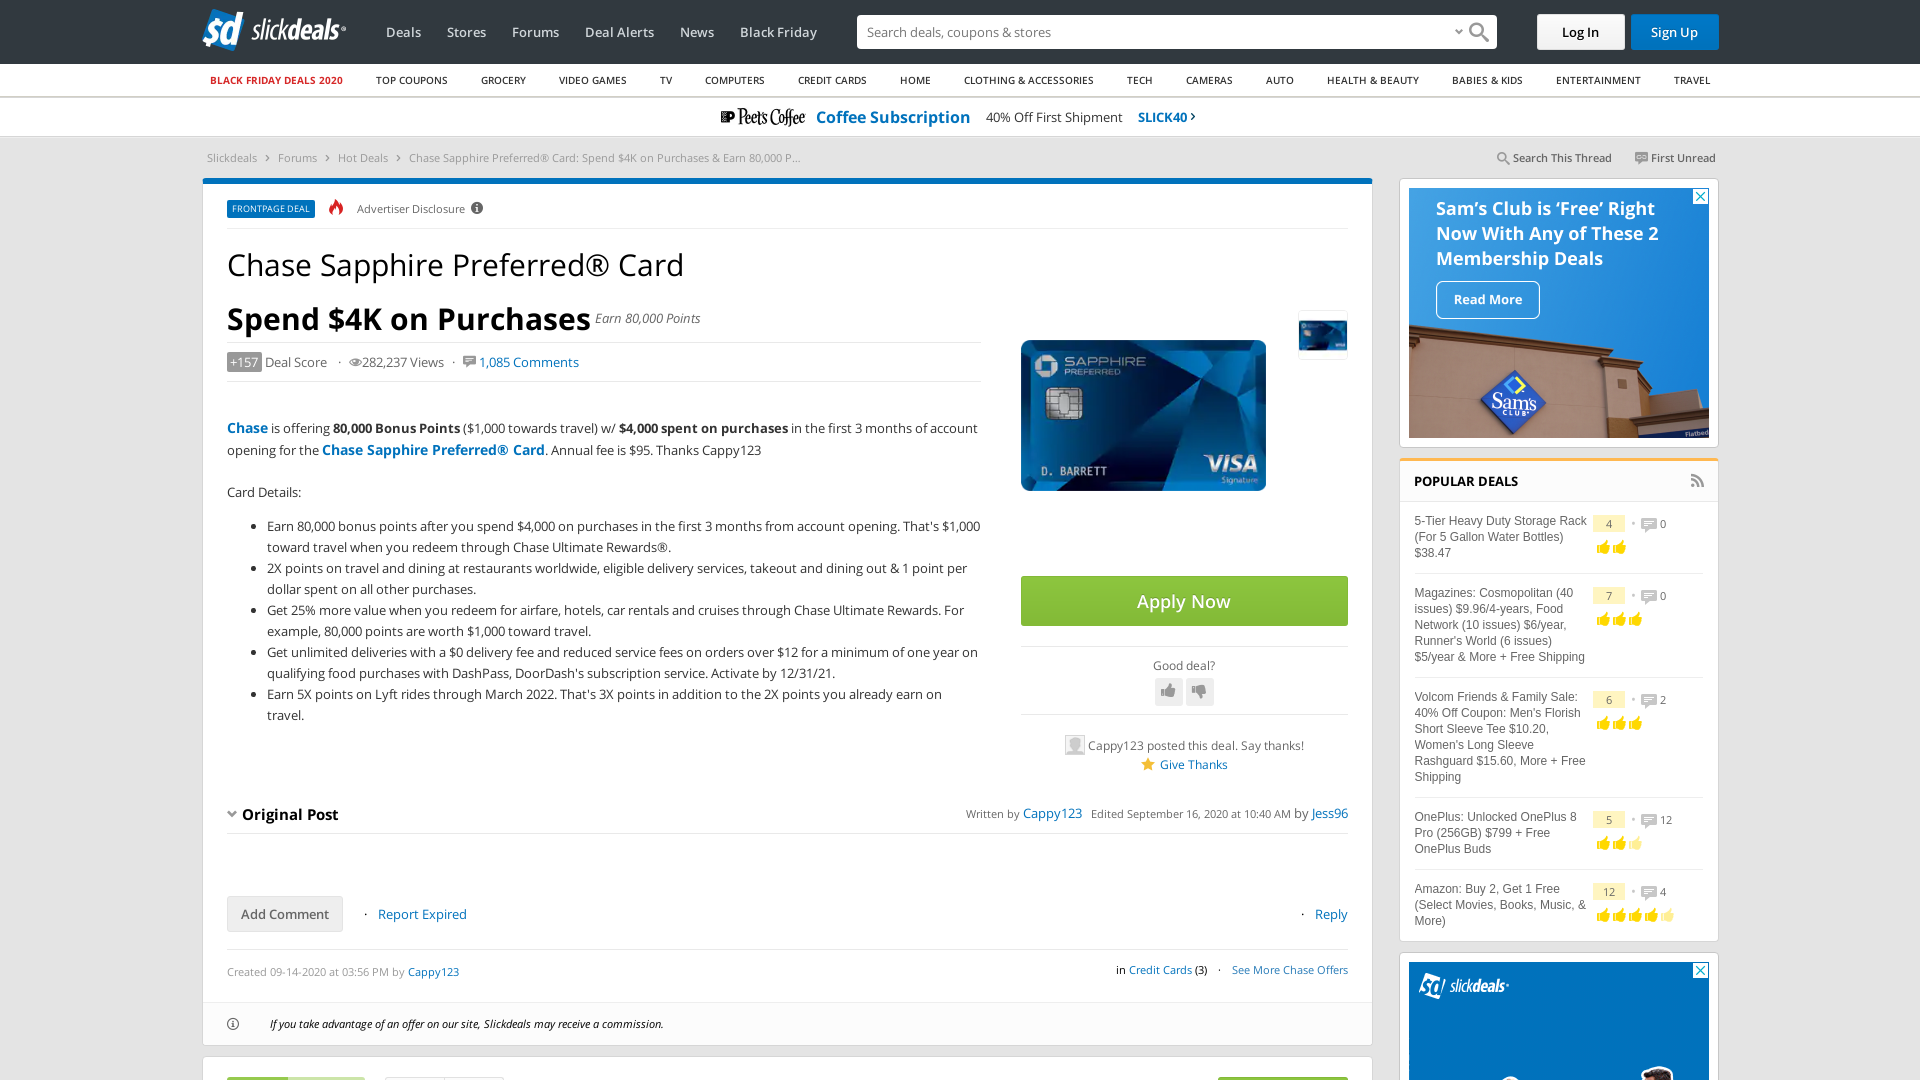 slickdeals
Deals
Stores
Forums
Deal Alerts
News
Black Friday
Search deals, coupons & stores
Log In
Sign Up
BLACK FRIDAY DEALS 2020
TOP COUPONS
GROCERY
VIDEO GAMES
TV
COMPUTERS
CREDIT CARDS
HOME
CLOTHING & ACCESSORIES
TECH
CAMERAS
AUTO
HEALTH & BEAUTY
BABIES & KIDS
ENTERTAINMENT
TRAVEL
Peet's Coffee Coffee Subscription 40% Off First Shipment SLICK40
Slickdeals > Forums > Hot Deals > Chase Sapphire Preferred® Card: Spend $4K on Purchases & Earn 80,000 P...
Search This Thread
First Unread
FRONTPAGE DEAL
Advertiser Disclosure
Chase Sapphire Preferred® Card
Spend $4K on Purchases Earn 80,000 Points
+157 Deal Score · 282,237 Views · 1,085 Comments
Chase is offering 80,000 Bonus Points ($1,000 towards travel) w/ $4,000 spent on purchases in the first 3 months of account
opening for the Chase Sapphire Preferred® Card. Annual fee is $95. Thanks Cappy123
Card Details:
• Earn 80,000 bonus points after you spend $4,000 on purchases in the first 3 months from account opening. That's $1,000
toward travel when you redeem through Chase Ultimate Rewards®.
• 2X points on travel and dining at restaurants worldwide, eligible delivery services, takeout and dining out & 1 point per
dollar spent on all other purchases.
• Get 25% more value when you redeem for airfare, hotels, car rentals and cruises through Chase Ultimate Rewards. For
example, 80,000 points are worth $1,000 toward travel.
• Get unlimited deliveries with a $0 delivery fee and reduced service fees on orders over $12 for a minimum of one year on
qualifying food purchases with DashPass, DoorDash's subscription service. Activate by 12/31/21.
• Earn 5X points on Lyft rides through March 2022. That's 3X points in addition to the 2X points you already earn on
travel.
SAPPHIRE
PREFERRED
D. BARRETT
VISA
Signature
Apply Now
Good deal?
Cappy123 posted this deal. Say thanks!
Give Thanks
Original Post
Written by Cappy123 Edited September 16, 2020 at 10:40 AM by Jess96
Add Comment
· Report Expired
· Reply
Created 09-14-2020 at 03:56 PM by Cappy123
in Credit Cards (3) · See More Chase Offers
If you take advantage of an offer on our site, Slickdeals may receive a commission.
Sam's Club is 'Free' Right
Now With Any of These 2
Membership Deals
Read More
Sam's
CLUB
Flatbed
POPULAR DEALS
5-Tier Heavy Duty Storage Rack
(For 5 Gallon Water Bottles)
$38.47
4 • 0
Magazines: Cosmopolitan (40
issues) $9.96/4-years, Food
Network (10 issues) $6/year,
Runner's World (6 issues)
$5/year & More + Free Shipping
7 • 0
Volcom Friends & Family Sale:
40% Off Coupon: Men's Florish
Short Sleeve Tee $10.20,
Women's Long Sleeve
Rashguard $15.60, More + Free
Shipping
6 • 2
OnePlus: Unlocked OnePlus 8
Pro (256GB) $799 + Free
OnePlus Buds
5 • 12
Amazon: Buy 2, Get 1 Free
(Select Movies, Books, Music, &
More)
12 • 4
slickdeals